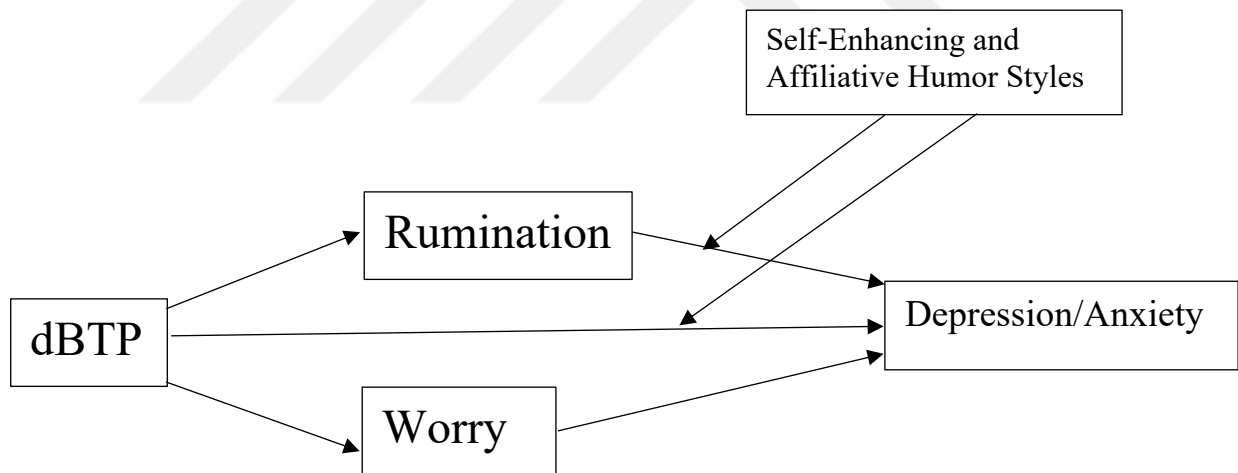 Self-Enhancing and
Affiliative Humor Styles
Rumination
Depression/Anxiety
dBTP
Worry